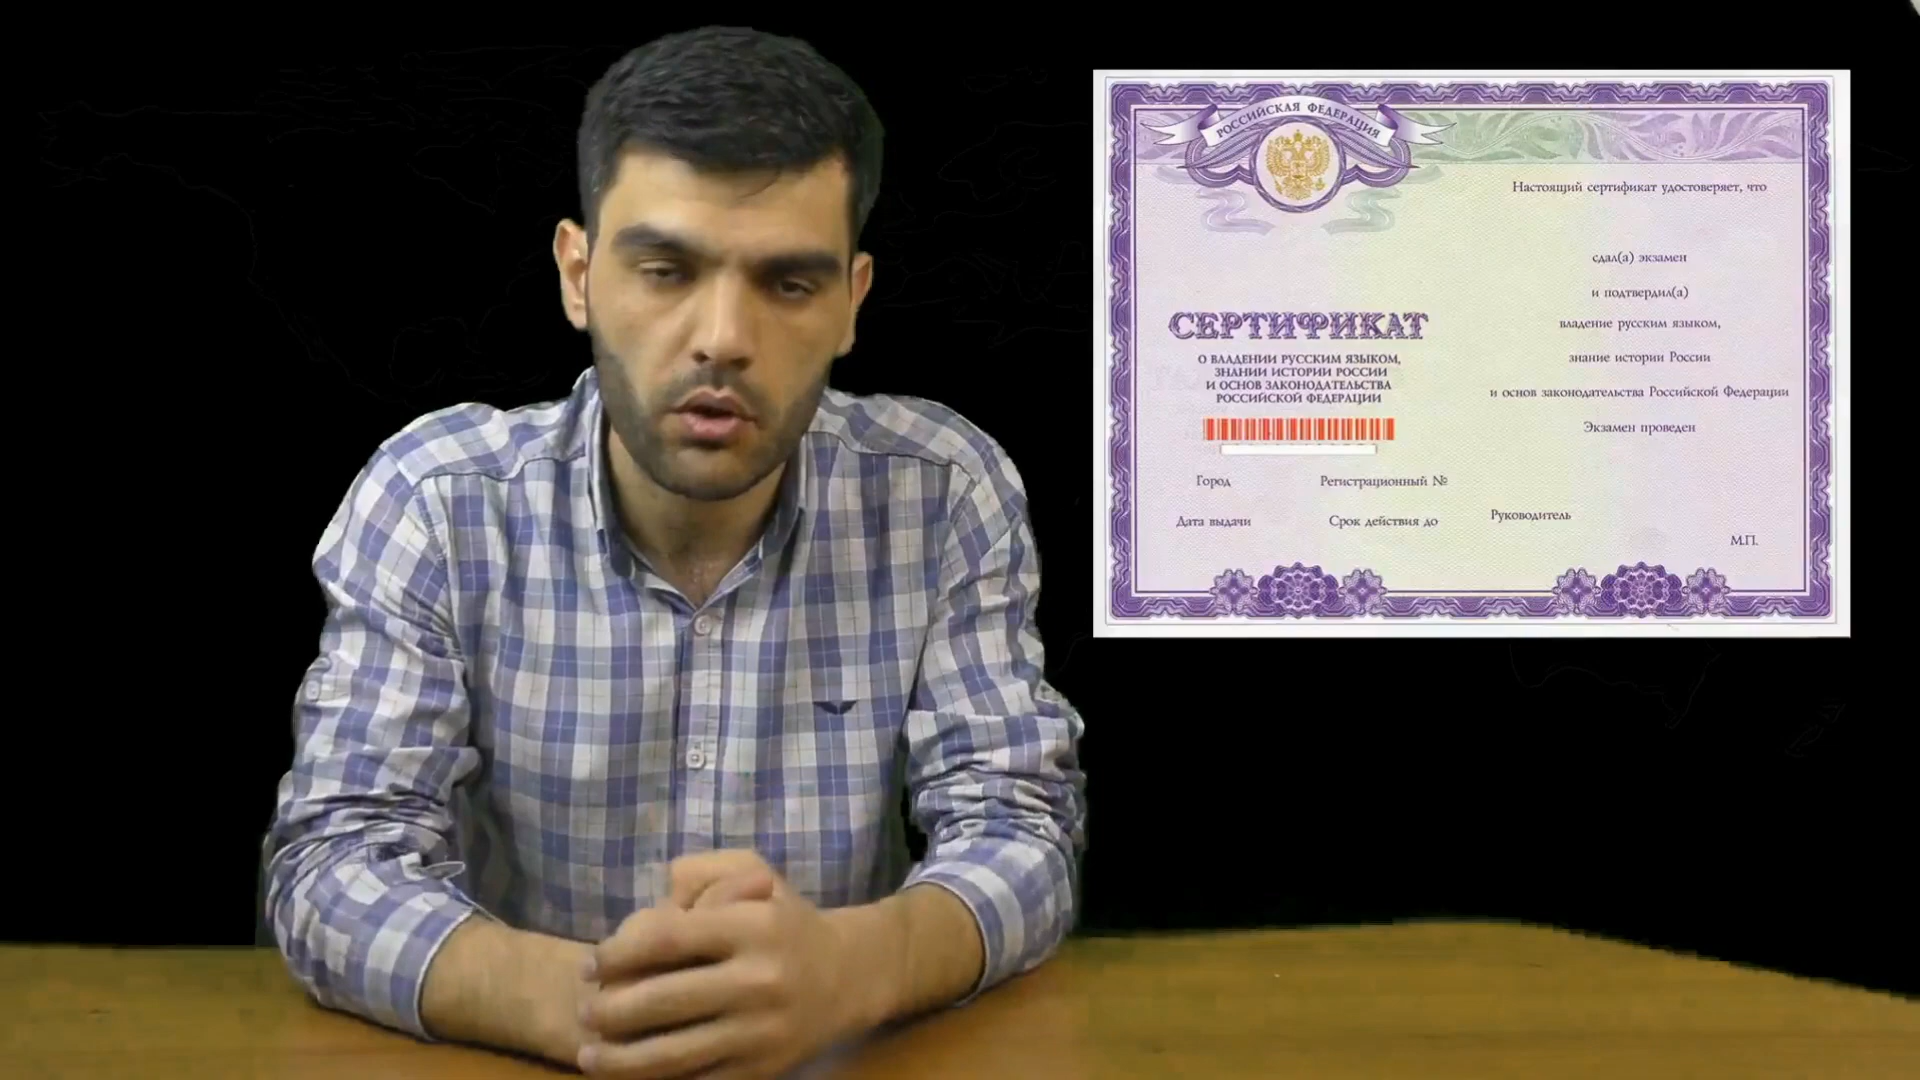 РОССИЙСКАЯ ФЕДЕРАЦИЯ
СЕРТИФИКАТ
О ВЛАДЕНИИ РУССКИМ ЯЗЫКОМ,
ЗНАНИИ ИСТОРИИ РОССИИ
И ОСНОВ ЗАКОНОДАТЕЛЬСТВА
РОССИЙСКОЙ ФЕДЕРАЦИИ
Город Регистрационный №
Дата выдачи Срок действия до
Настоящий сертификат удостоверяет, что
сдал(а) экзамен
и подтвердил(а)
владение русским языком,
знание истории России
и основ законодательства Российской Федерации
Экзамен проведен
Руководитель
М.П.